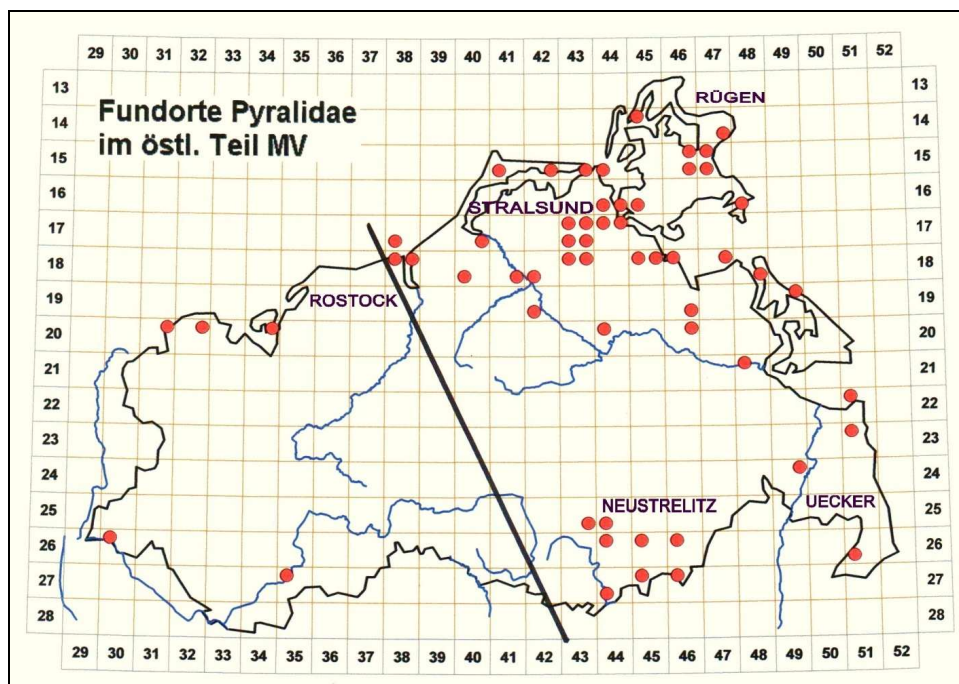 29 30 31 32 33 34 35 36 37 38 39 40 41 42 43 44 45 46 47 48 49 50 51 52
13 13
Fundorte Pyralidae
im östl. Teil MV
RÜGEN
14 14
15 15
16 16
STRALSUND
17 17
18 18
ROSTOCK
19 19
20 20
21 21
22 22
23 23
24 24
NEUSTRELITZ
UECKER
25 25
26 26
27 27
28 28
29 30 31 32 33 34 35 36 37 38 39 40 41 42 43 44 45 46 47 48 49 50 51 52